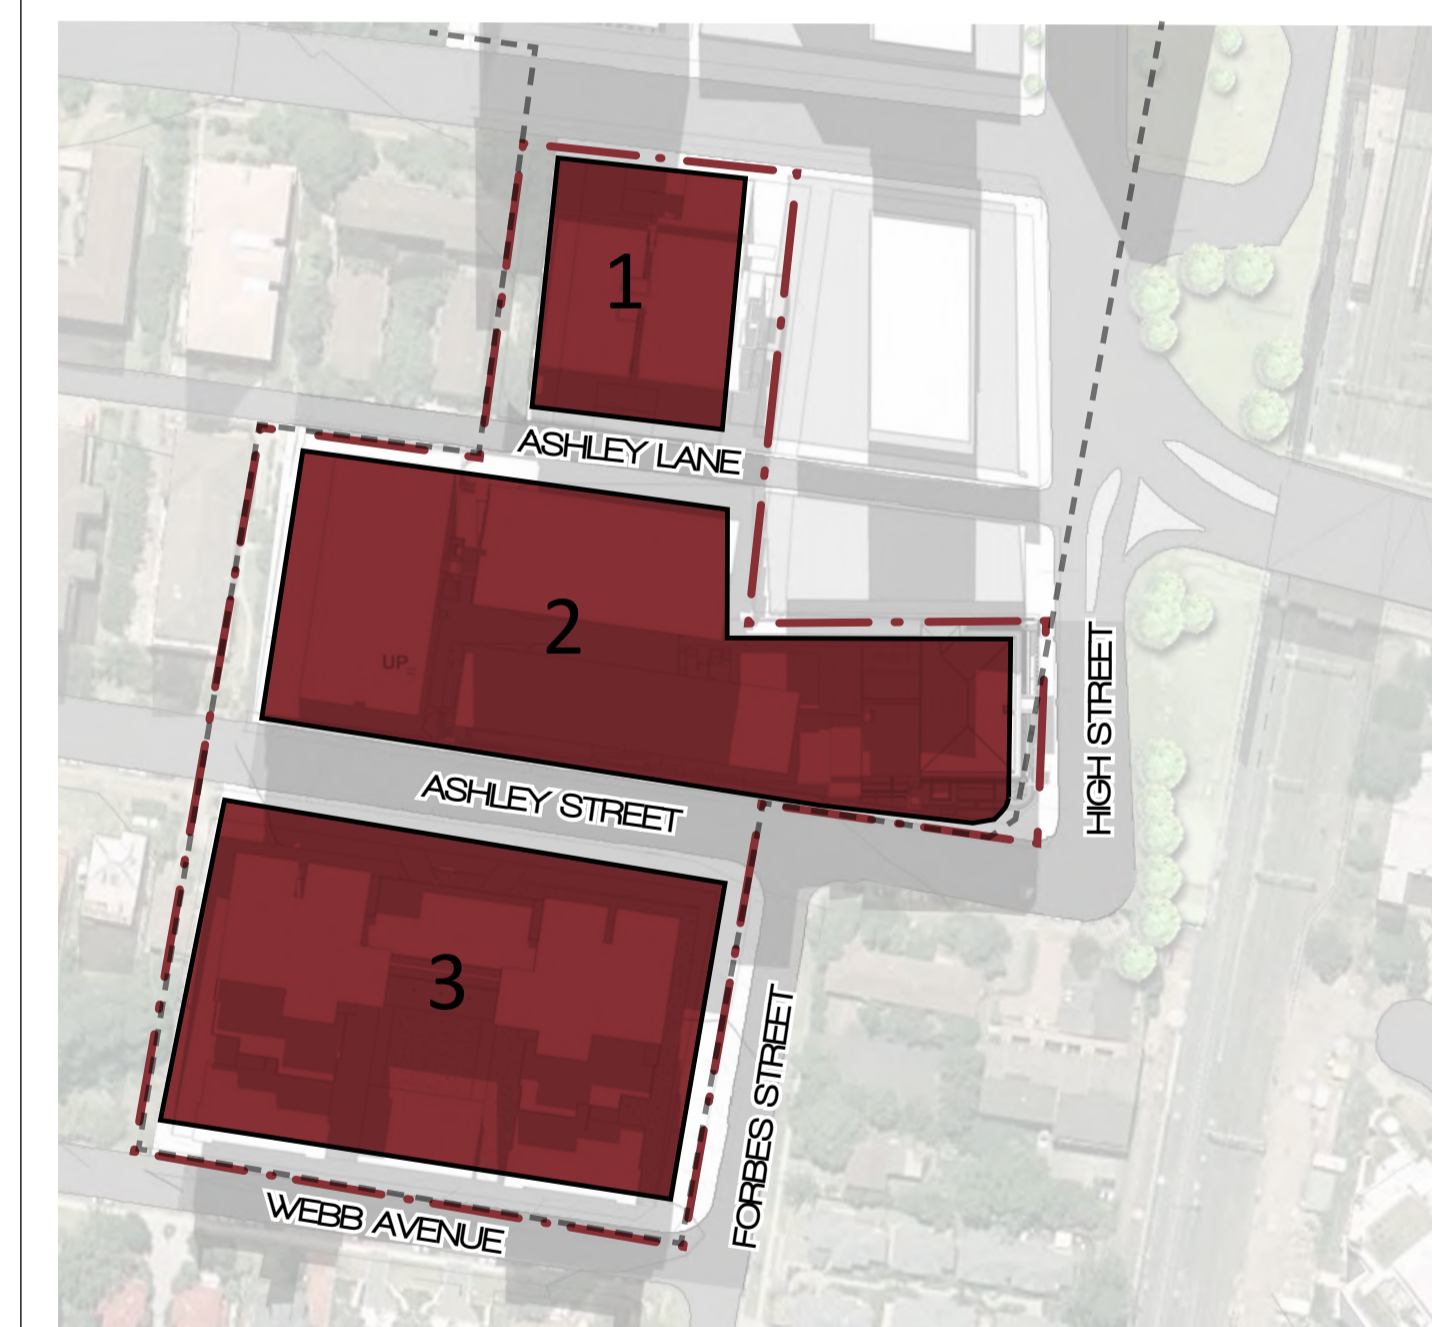 1
ASHLEY LANE
2
UP
HIGH STREET
ASHLEY STREET
3
FORBES STREET
WEBB AVENUE